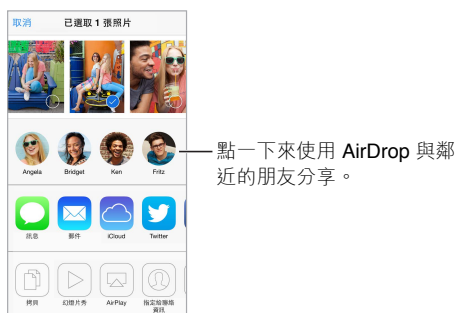 取消 已選取 1 張照片
Angela Bridget Ken Fritz
點一下來使用 AirDrop 與鄰
近的朋友分享。
訊息 郵件 iCloud Twitter
拷貝 幻燈片秀 AirPlay 指定給聯絡
資訊